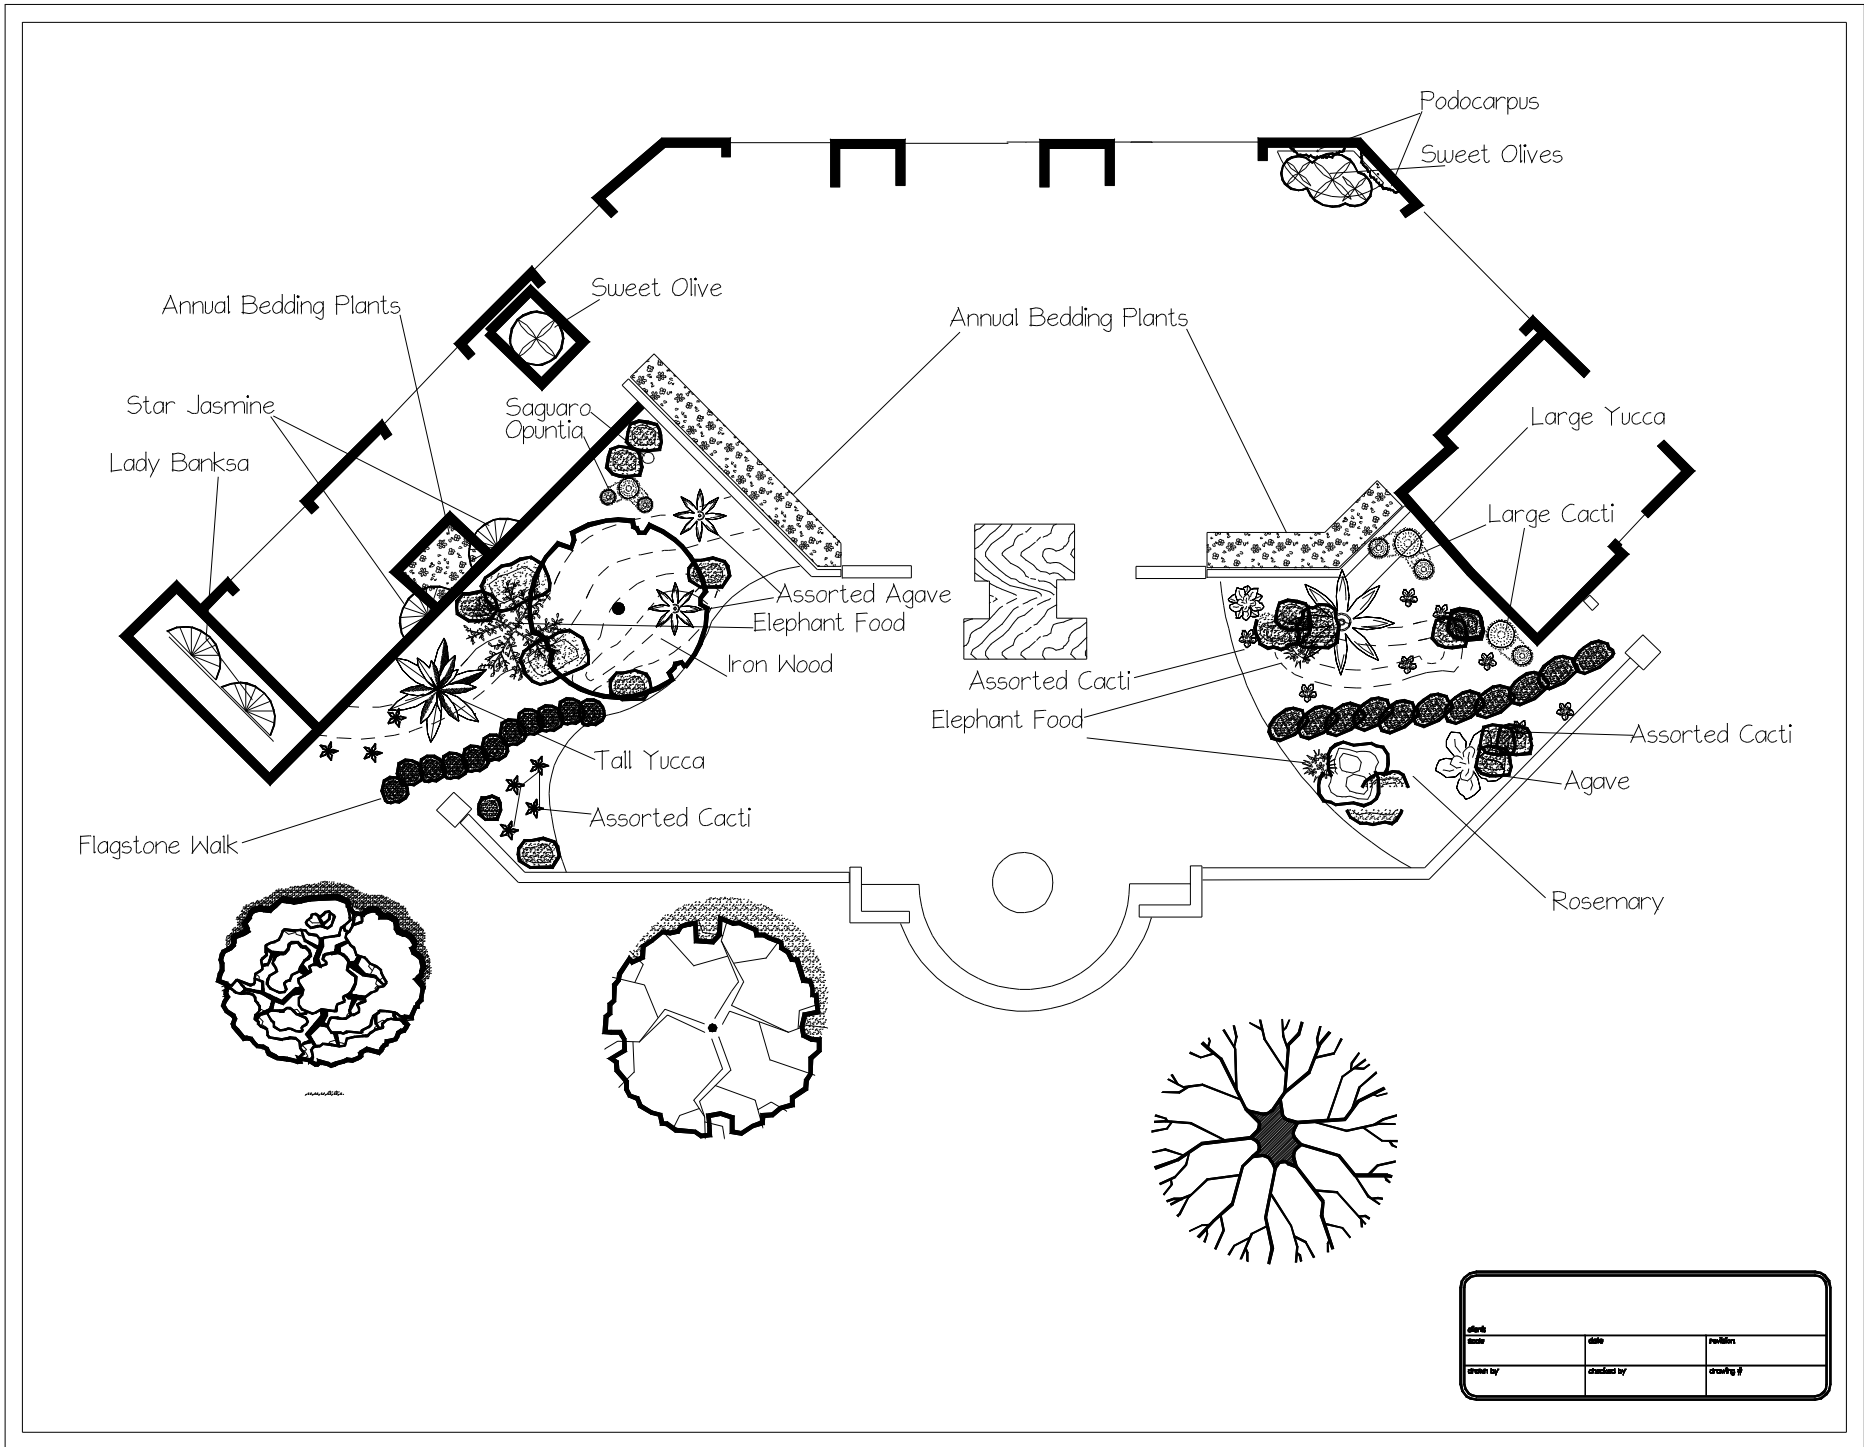 Podocarpus
Sweet Olives
Sweet Olive
Annual Bedding Plants
Annual Bedding Plants
Star Jasmine
Saguaro
Opuntia
Large Yucca
Lady Banksa
Large Cacti
Assorted Agave
Elephant Food
Iron Wood
Assorted Cacti
Elephant Food
Assorted Cacti
Tall Yucca
Agave
Assorted Cacti
Flagstone Walk
Rosemary
client:
scale
date
revision:
drawn by
checked by
drawing #